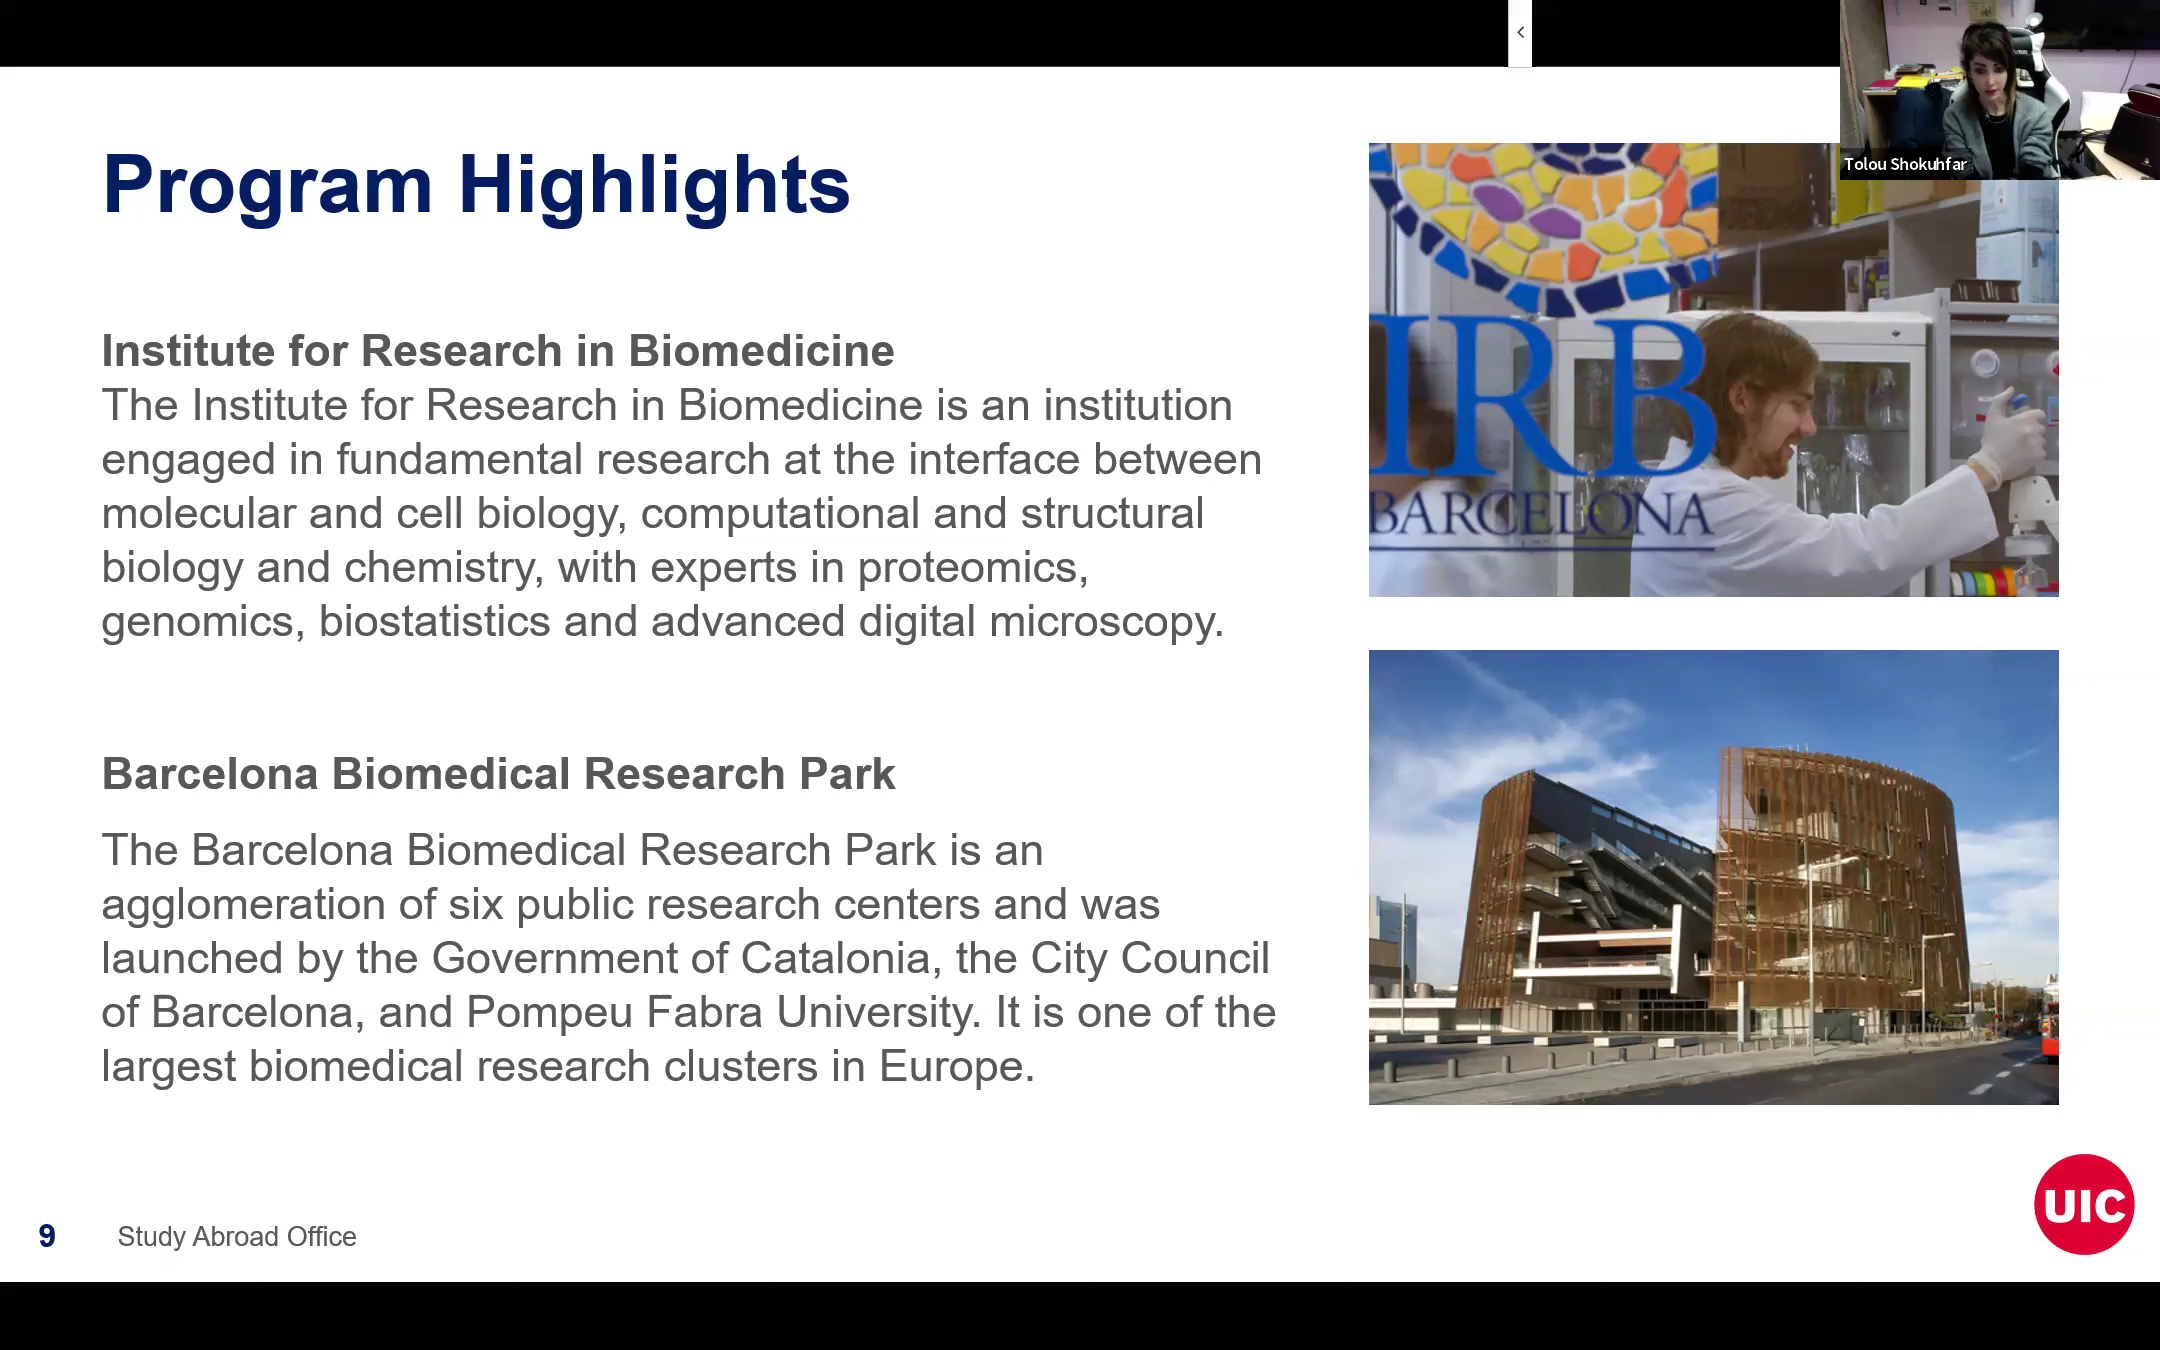 Tolou Shokuhfar
Program Highlights
Institute for Research in Biomedicine
The Institute for Research in Biomedicine is an institution
engaged in fundamental research at the interface between
molecular and cell biology, computational and structural
biology and chemistry, with experts in proteomics,
genomics, biostatistics and advanced digital microscopy.
Barcelona Biomedical Research Park
The Barcelona Biomedical Research Park is an
agglomeration of six public research centers and was
launched by the Government of Catalonia, the City Council
of Barcelona, and Pompeu Fabra University. It is one of the
largest biomedical research clusters in Europe.
IRB
BARCELONA
9 Study Abroad Office
UIC